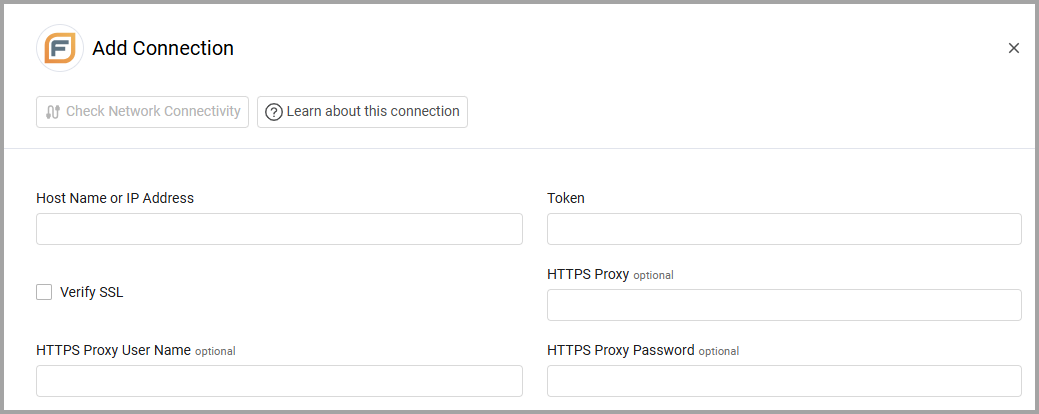 F
Add Connection
Check Network Connectivity
? Learn about this connection
Host Name or IP Address
Token
Verify SSL
HTTPS Proxy optional
HTTPS Proxy User Name optional
HTTPS Proxy Password optional